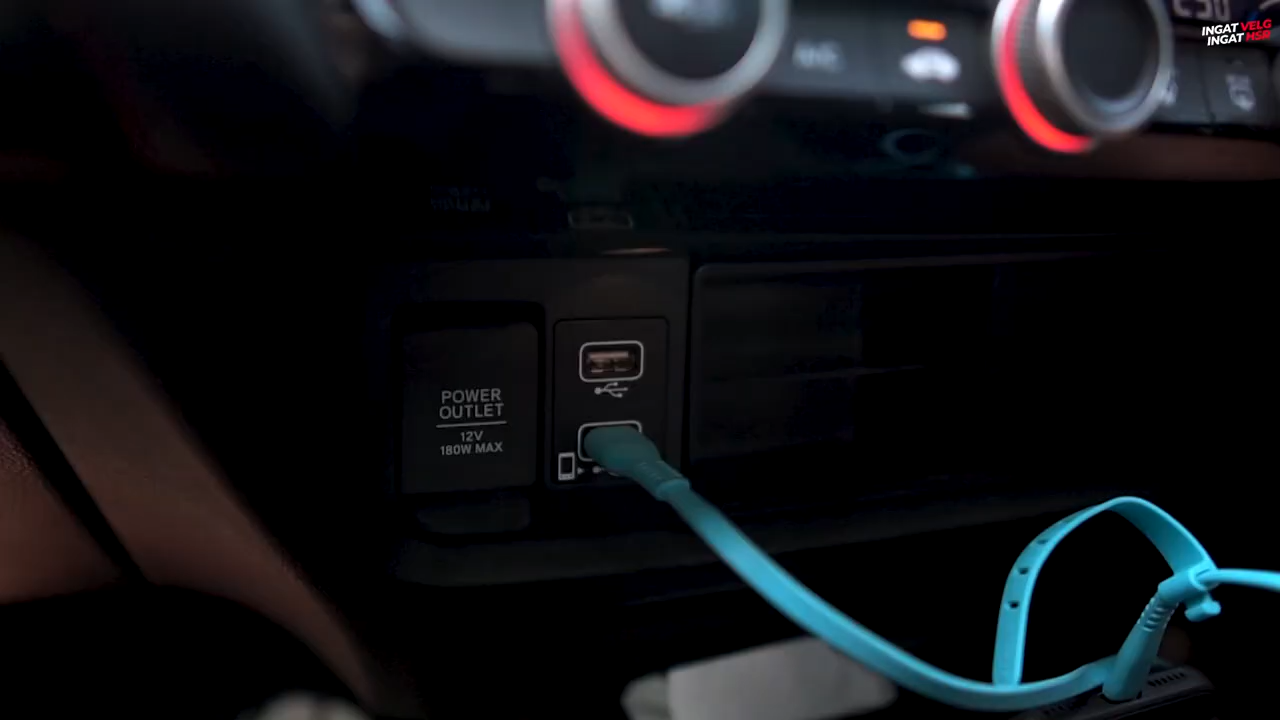 INGAT VELG
INGAT HSR
POWER
OUTLET
12V
180W MAX